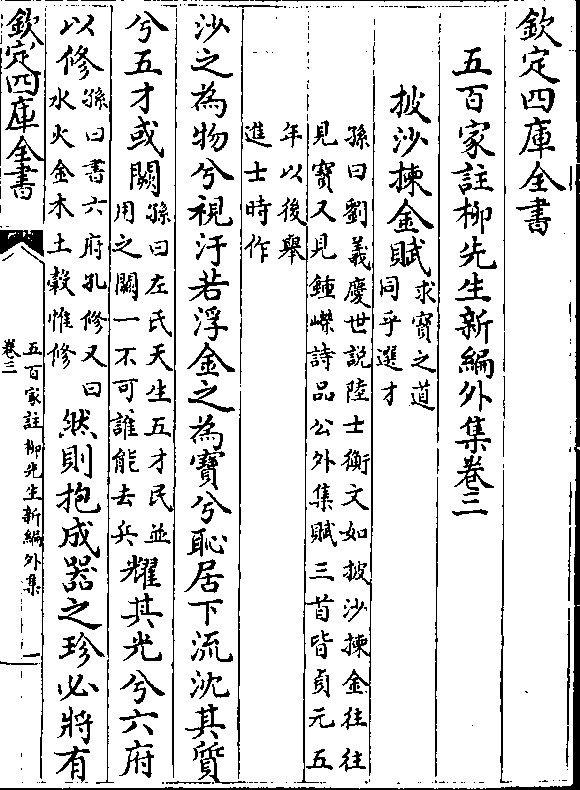 欽定四庫全書
五百家註柳先生新編外集卷三
披沙揀金賦
求寳之道
同乎選才
孫曰劉義慶世説陸士衡文如披沙揀金往往
見寳又見鍾嶸詩品公外集賦三首皆貞元五
年以後舉
進士時作
沙之為物兮視汙若浮金之為寳兮恥居下流沈其質
兮五才或闕
孫曰左氏天生五才民並
用之闕一不可誰能去兵
耀其光兮六府
以修
孫曰書六府孔修又曰
水火金木土穀惟修
然則抱成器之珍必將有
欽定四庫全書
五百家註柳先生新編外集
卷三
一